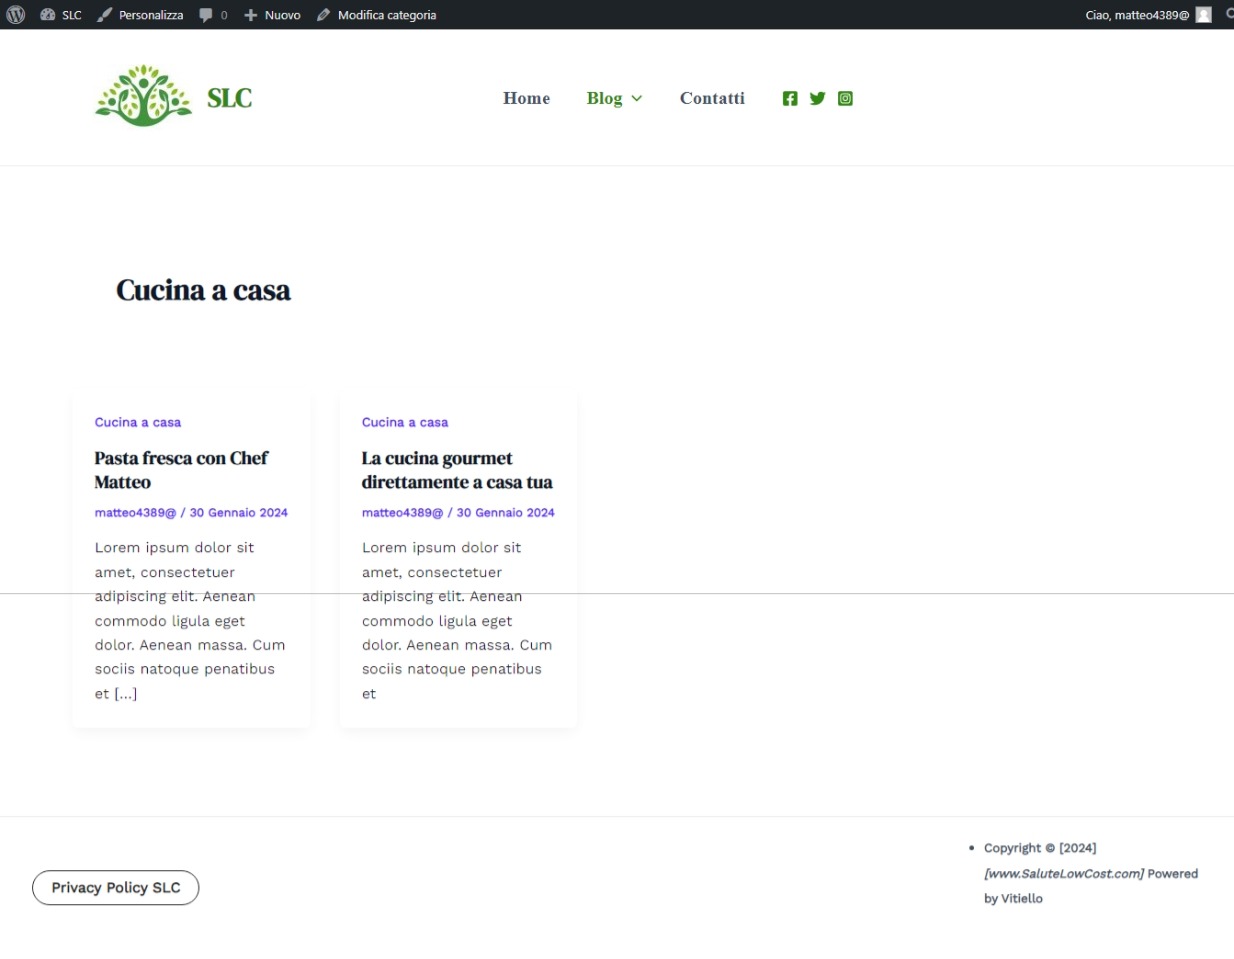 SLC Personalizza 0 Nuovo Modifica categoria Ciao, matteo4389@
SLC Home Blog Contatti
Cucina a casa
Cucina a casa
Pasta fresca con Chef
Matteo
matteo4389@ / 30 Gennaio 2024
Lorem ipsum dolor sit
amet, consectetuer
adipiscing elit. Aenean
commodo ligula eget
dolor. Aenean massa. Cum
sociis natoque penatibus
et [...]
Cucina a casa
La cucina gourmet
direttamente a casa tua
matteo4389@ / 30 Gennaio 2024
Lorem ipsum dolor sit
amet, consectetuer
adipiscing elit. Aenean
commodo ligula eget
dolor. Aenean massa. Cum
sociis natoque penatibus
et
Privacy Policy SLC
• Copyright © [2024]
[www.SaluteLowCost.com] Powered
by Vitiello